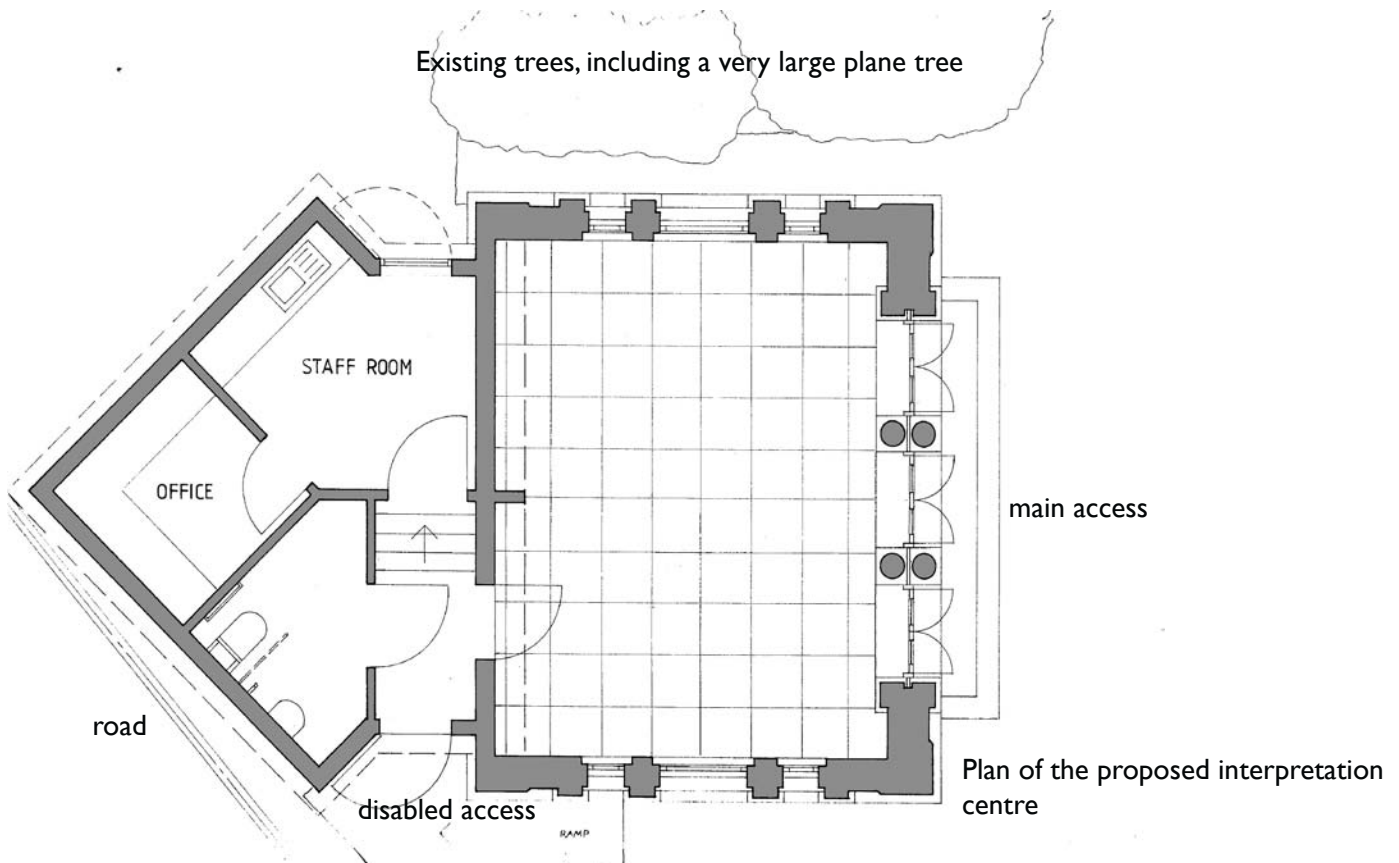 Existing trees, including a very large plane tree
STAFF ROOM
OFFICE
main access
road
Plan of the proposed interpretation
centre
disabled access
RAMP